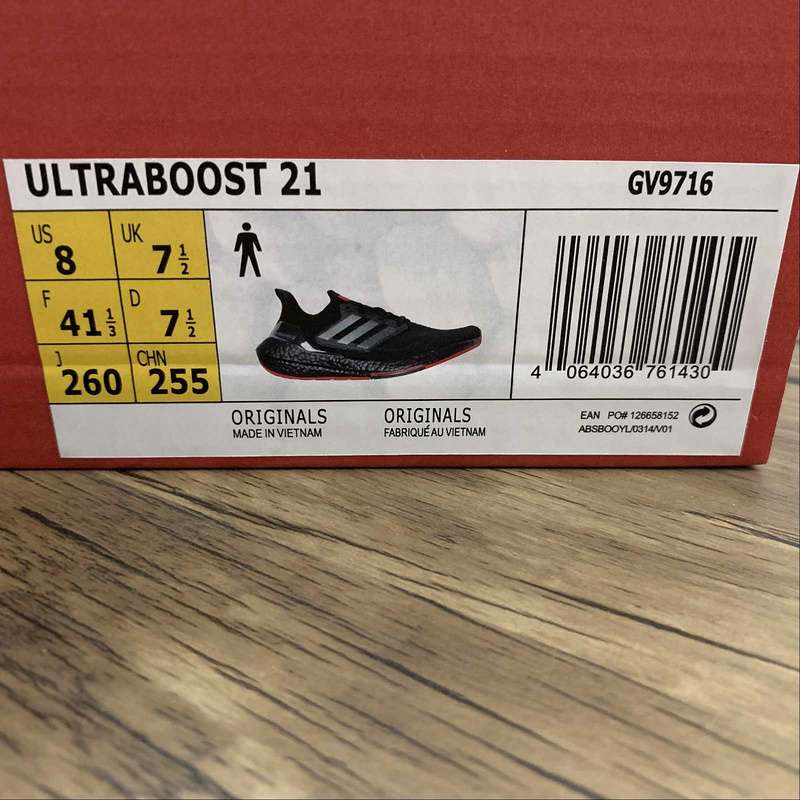 ULTRABOOST 21 GV9716
US 8 UK 7 1/2
F 41 1/3 D 7 1/2
J 260 CHN 255
4 064036 761430
ORIGINALS ORIGINALS
MADE IN VIETNAM FABRIQUÉ AU VIETNAM
EAN PO# 126658152
ABSBOOYL/0314/V01